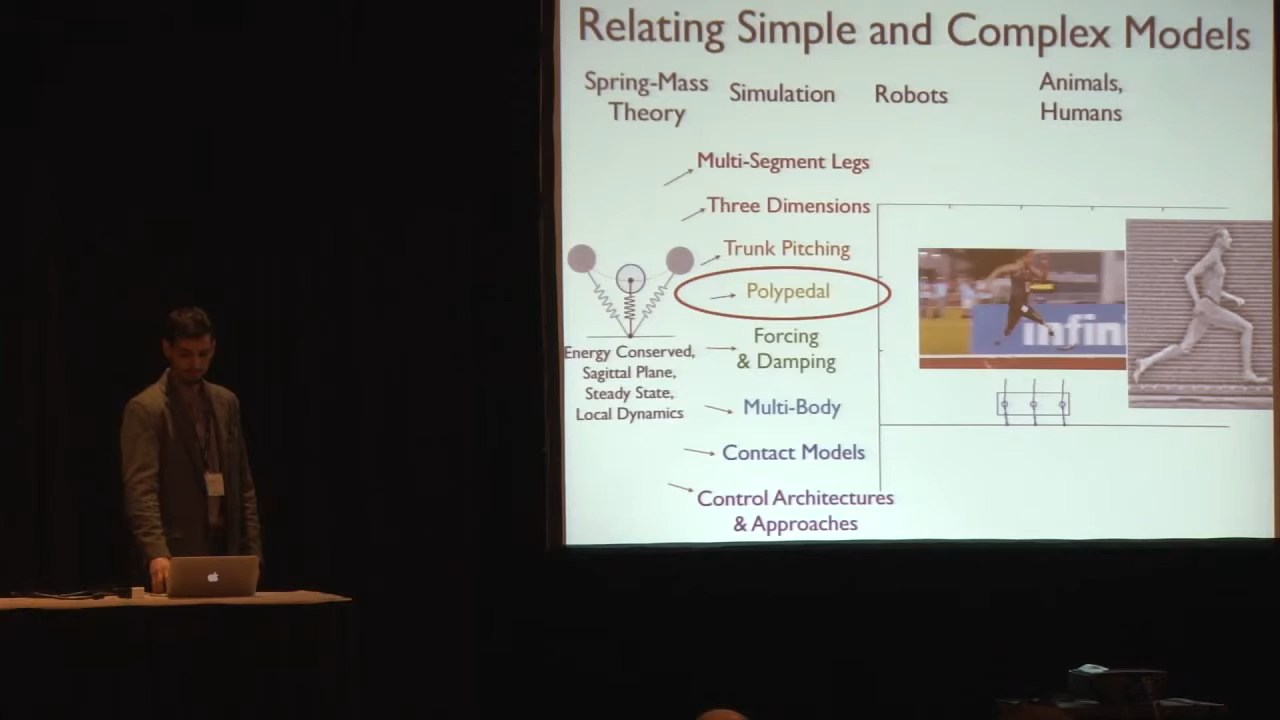 Relating Simple and Complex Models
Spring-Mass
Theory
Simulation
Robots
Animals,
Humans
Multi-Segment Legs
Three Dimensions
Trunk Pitching
Polypedal
Forcing
& Damping
Multi-Body
Contact Models
Control Architectures
& Approaches
Energy Conserved,
Sagittal Plane,
Steady State,
Local Dynamics
infini